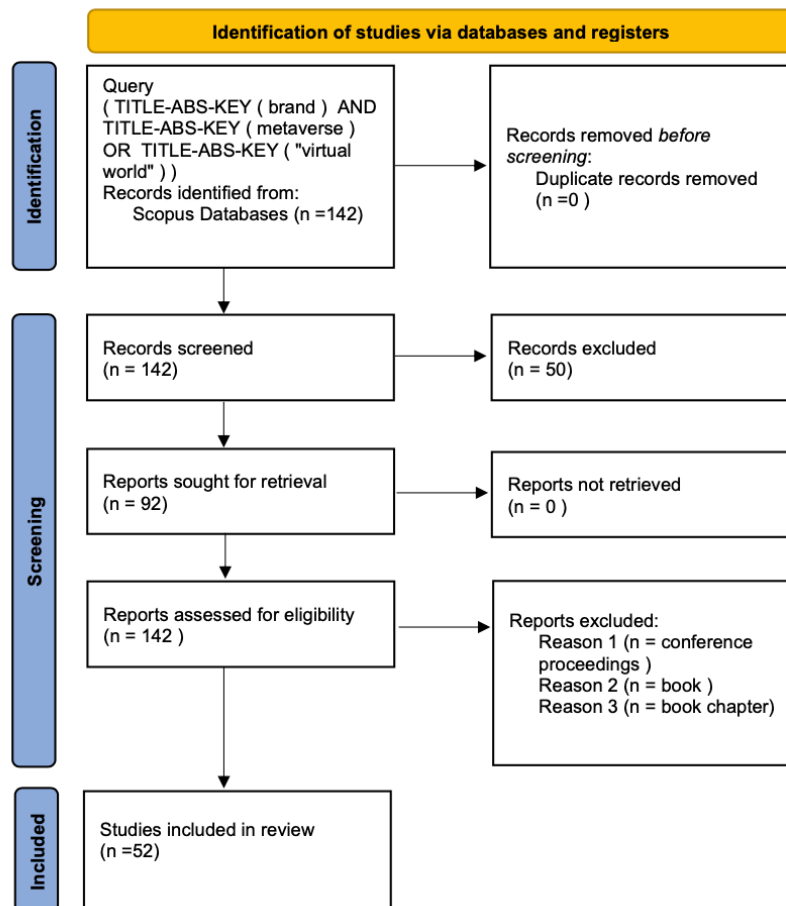 Identification of studies via databases and registers
Identification
Query
( TITLE-ABS-KEY ( brand ) AND
TITLE-ABS-KEY ( metaverse )
OR TITLE-ABS-KEY ( "virtual
world" ) )
Records identified from:
Scopus Databases (n =142)
Records removed before
screening:
Duplicate records removed
(n =0 )
Screening
Records screened
(n = 142)
Records excluded
(n = 50)
Reports sought for retrieval
(n = 92)
Reports not retrieved
(n = 0 )
Reports assessed for eligibility
(n = 142 )
Reports excluded:
Reason 1 (n = conference
proceedings )
Reason 2 (n = book )
Reason 3 (n = book chapter)
Included
Studies included in review
(n =52)